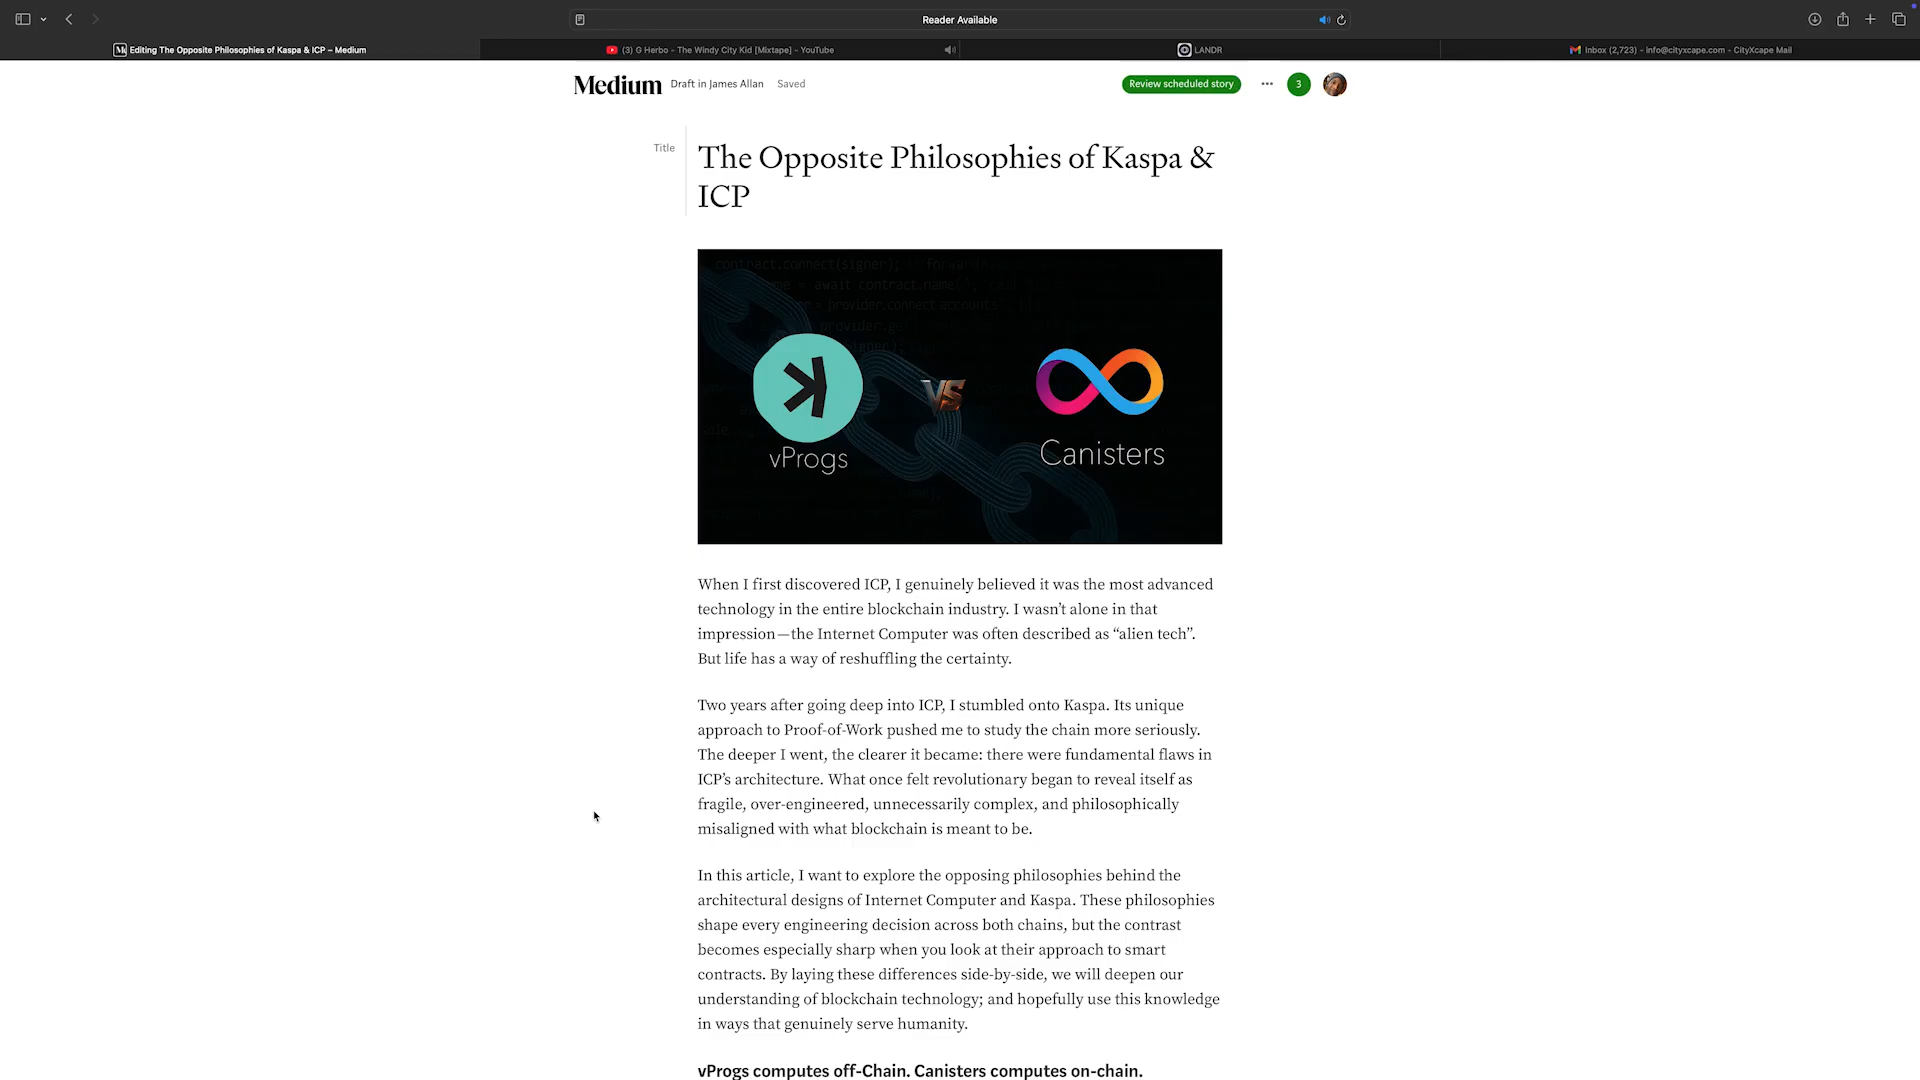 Reader Available
Editing The Opposite Philosophies of Kaspa & ICP – Medium
(3) G Herbo - The Windy City Kid [Mixtape] - YouTube
LANDR
Inbox (2,723) - info@cityxcape.com - CityXcape Mail
Medium Draft in James Allan Saved
Review scheduled story
3
Title
The Opposite Philosophies of Kaspa &
ICP
contract.connect(signer);
= await contract.name();
provider.connect accounts
provider.
VS
vProgs
Canisters
When I first discovered ICP, I genuinely believed it was the most advanced
technology in the entire blockchain industry. I wasn’t alone in that
impression — the Internet Computer was often described as “alien tech”.
But life has a way of reshuffling the certainty.
Two years after going deep into ICP, I stumbled onto Kaspa. Its unique
approach to Proof-of-Work pushed me to study the chain more seriously.
The deeper I went, the clearer it became: there were fundamental flaws in
ICP’s architecture. What once felt revolutionary began to reveal itself as
fragile, over-engineered, unnecessarily complex, and philosophically
misaligned with what blockchain is meant to be.
In this article, I want to explore the opposing philosophies behind the
architectural designs of Internet Computer and Kaspa. These philosophies
shape every engineering decision across both chains, but the contrast
becomes especially sharp when you look at their approach to smart
contracts. By laying these differences side-by-side, we will deepen our
understanding of blockchain technology; and hopefully use this knowledge
in ways that genuinely serve humanity.
vProgs computes off-Chain. Canisters computes on-chain.